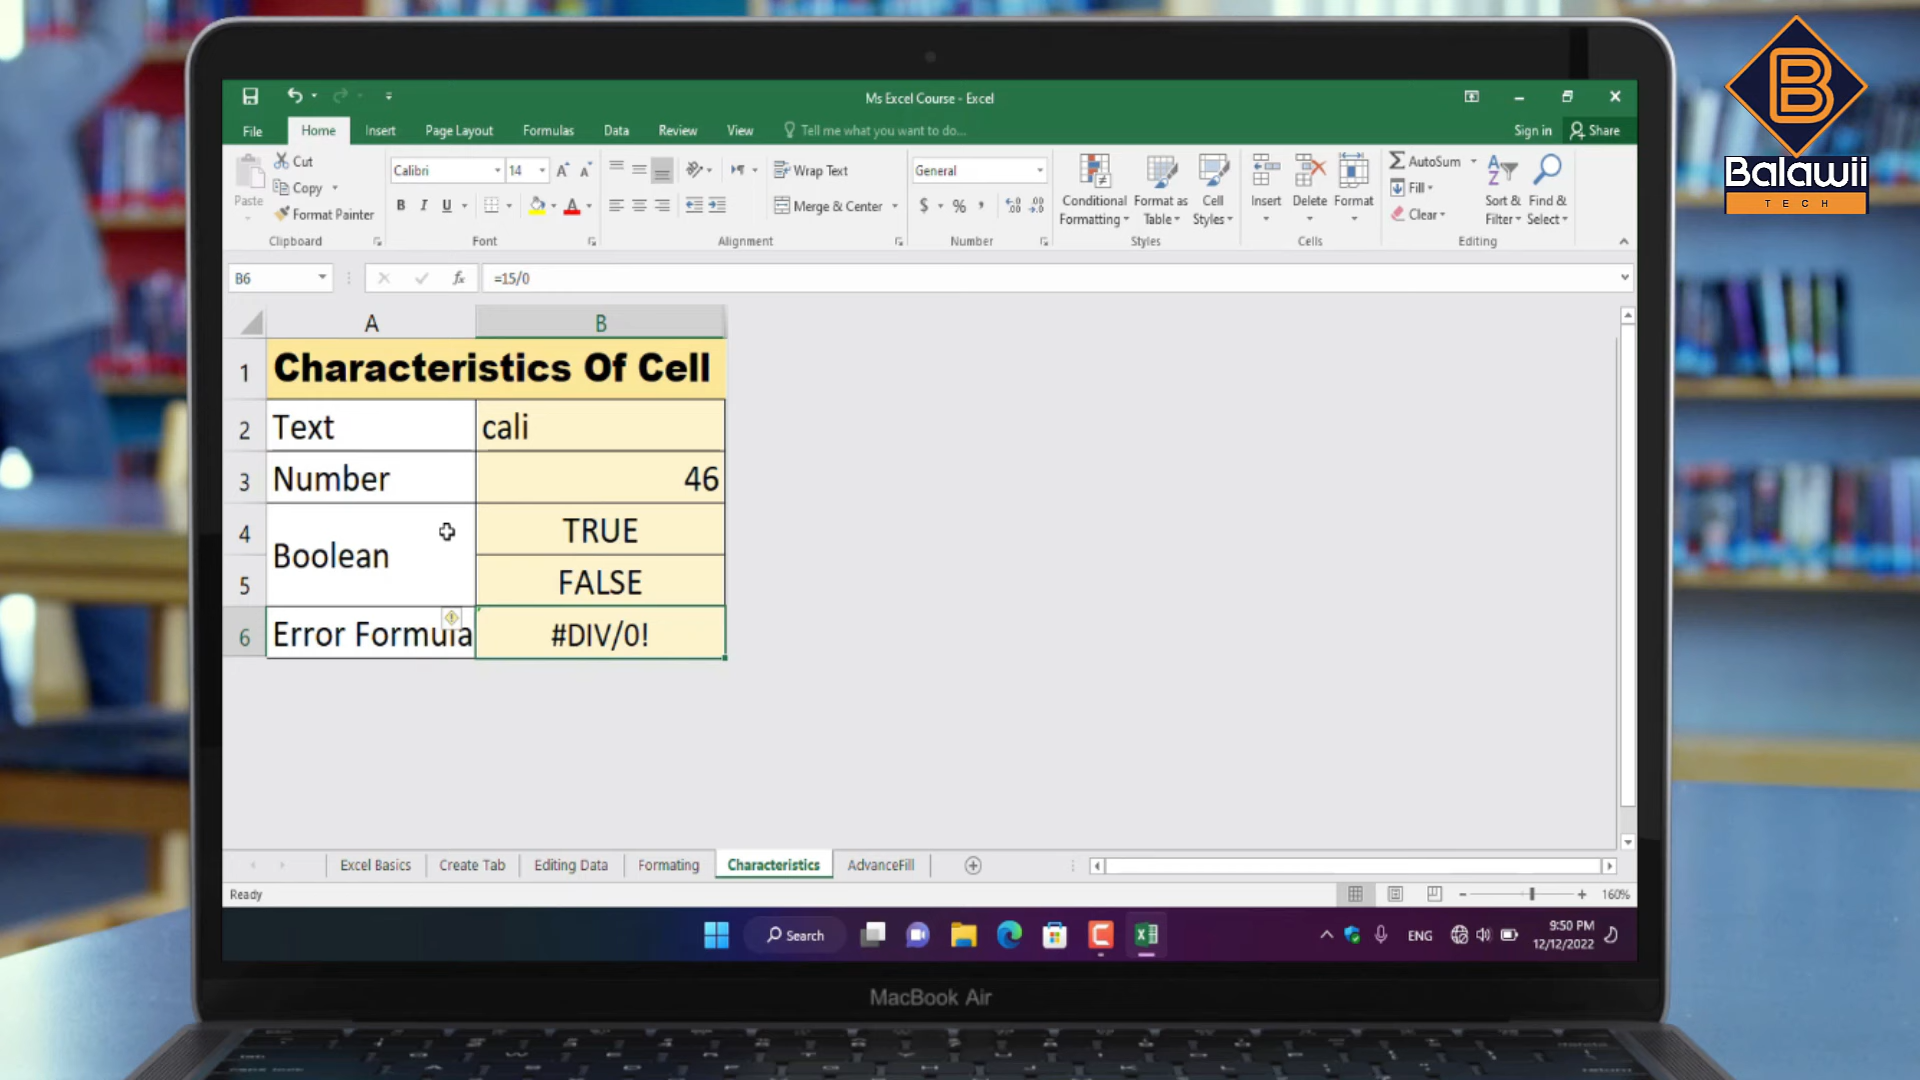 Ms Excel Course - Excel
File Home Insert Page Layout Formulas Data Review View Tell me what you want to do... Sign in Share
Cut
Copy
Format Painter
Paste
Clipboard
Calibri 14
B I U
Font
Wrap Text
Merge & Center
Alignment
General
$ % ,
Number
Conditional Formatting
Format as Table
Cell Styles
Styles
Insert Delete Format
Cells
AutoSum
Fill
Clear
Sort & Filter
Find & Select
Editing
B6 fx =15/0
A B
1 Characteristics Of Cell
2 Text cali
3 Number 46
4 TRUE
Boolean
5 FALSE
6 Error Formula #DIV/0!
Excel Basics Create Tab Editing Data Formating Characteristics AdvanceFill
Ready 160%
Search ENG 9:50 PM
12/12/2022
MacBook Air
B
Balawii
TECH